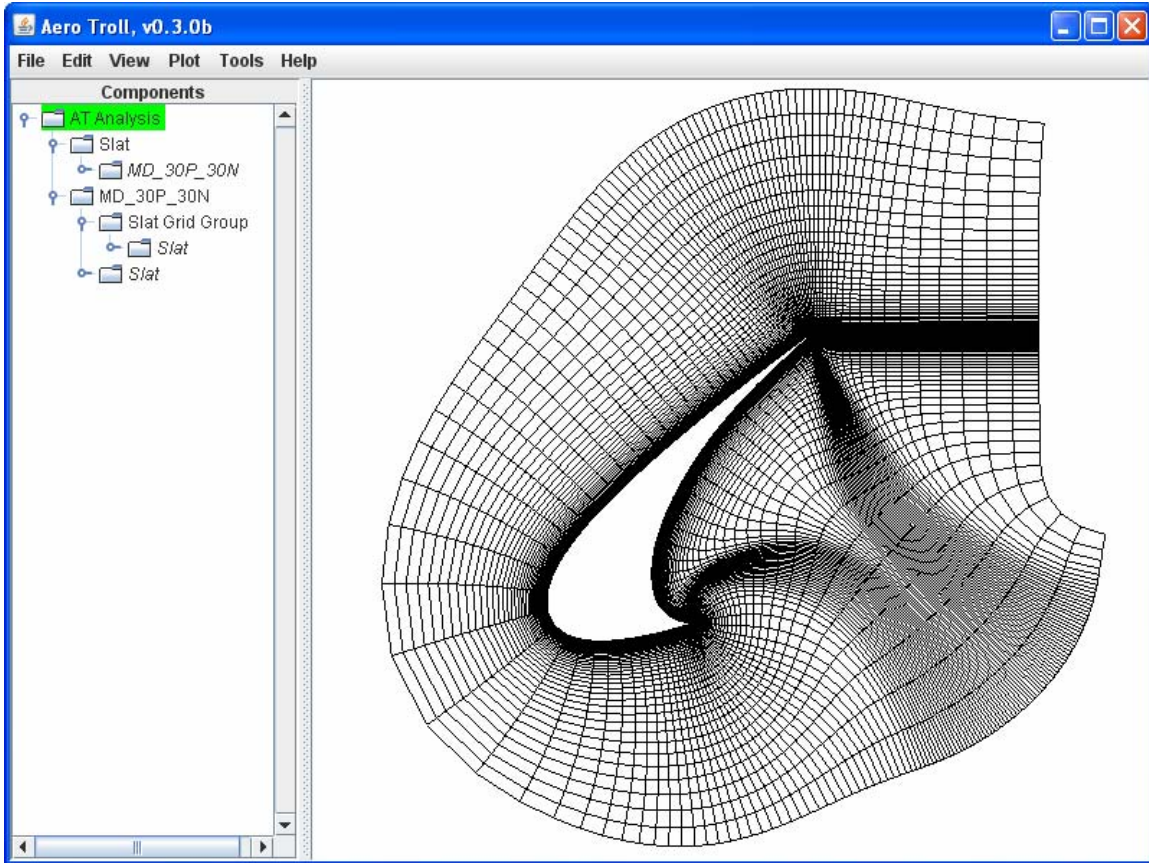 Aero Troll, v0.3.0b
File Edit View Plot Tools Help
Components
AT Analysis
Slat
MD_30P_30N
MD_30P_30N
Slat Grid Group
Slat
Slat